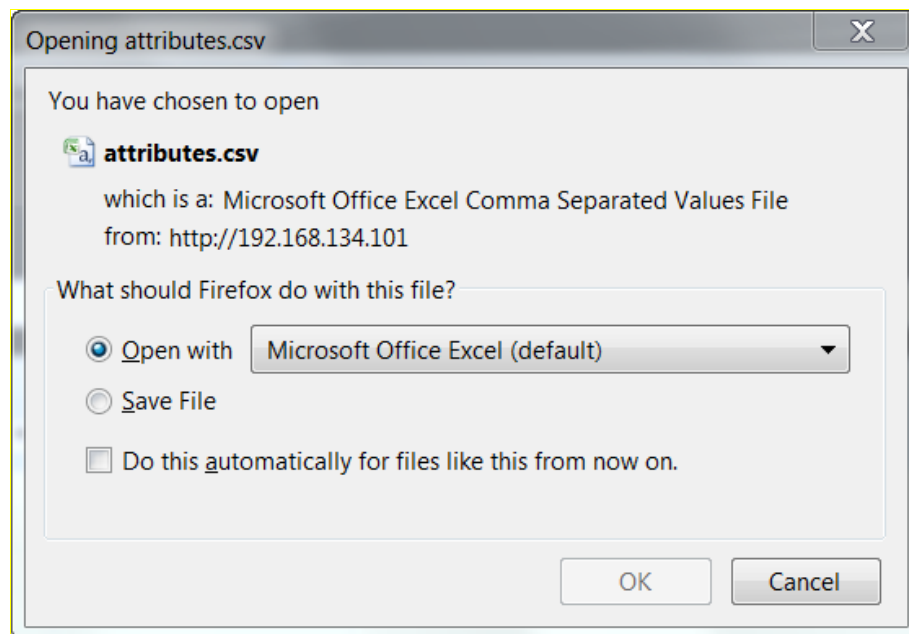 Opening attributes.csv
You have chosen to open
attributes.csv
which is a: Microsoft Office Excel Comma Separated Values File
from: http://192.168.134.101
What should Firefox do with this file?
Open with Microsoft Office Excel (default)
Save File
Do this automatically for files like this from now on.
OK Cancel